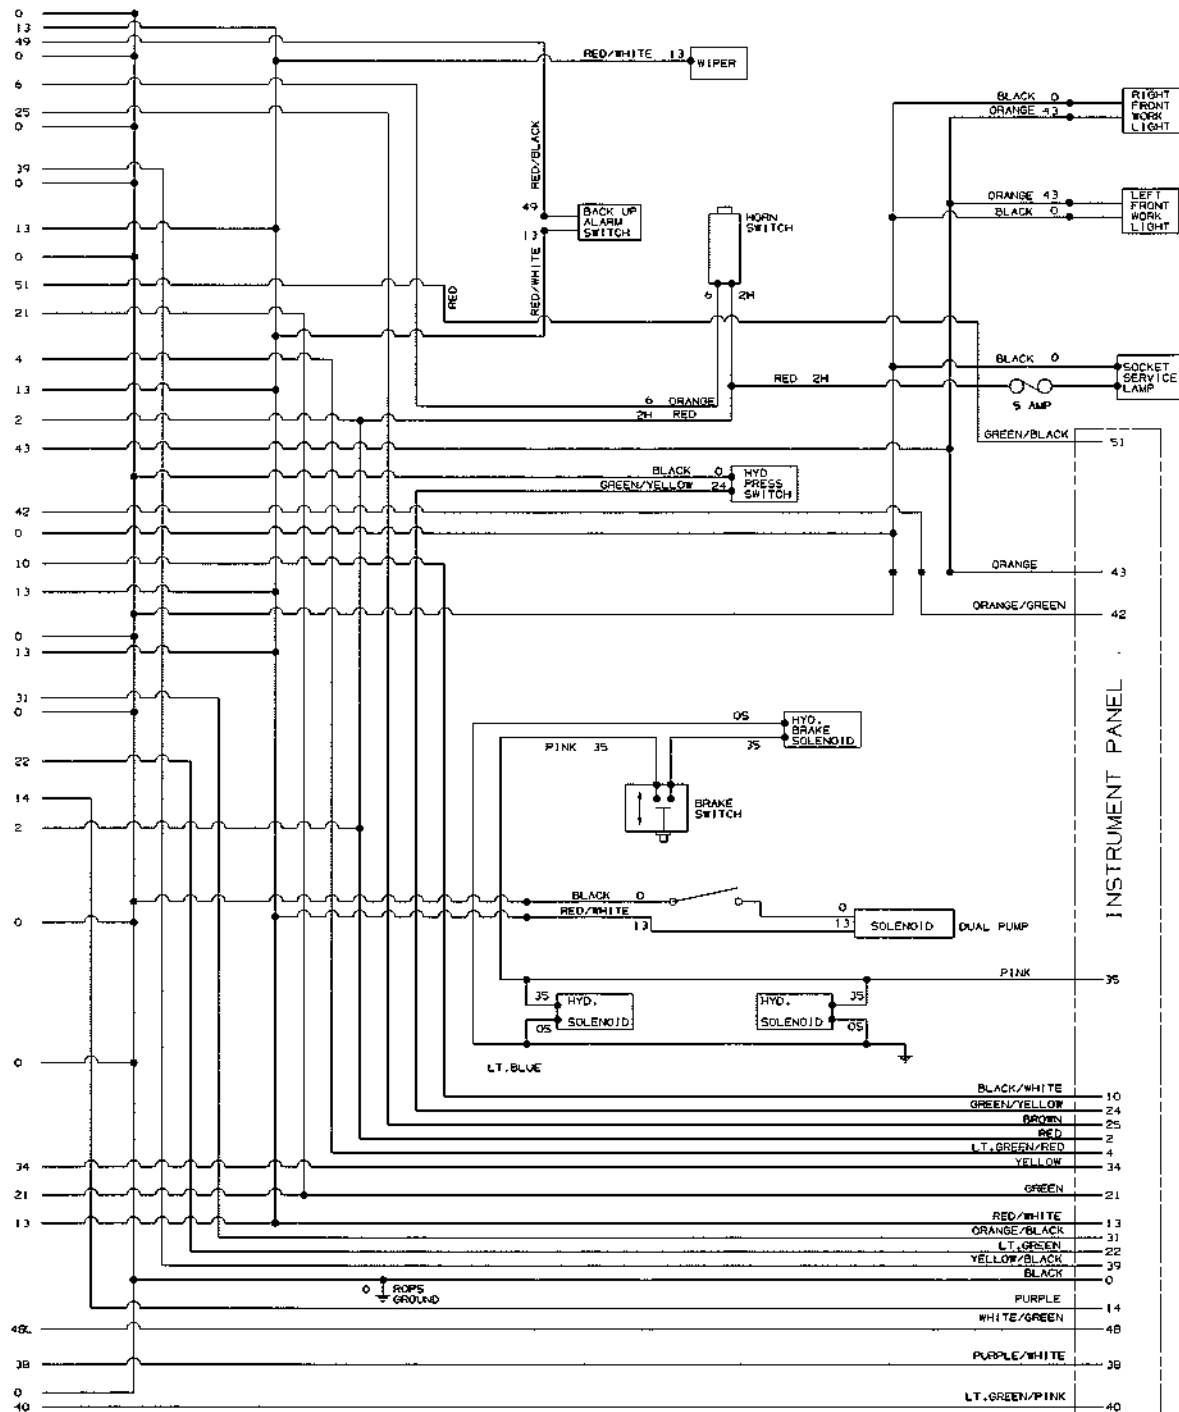 0
13
49
0
RED/WHITE 13
WIPER
6
BLACK 0
ORANGE 43
RIGHT
FRONT
WORK
LIGHT
25
0
RED/BLACK
39
0
49
BACK UP
ALARM
SWITCH
13
RED/WHITE
HORN
SWITCH
6 2H
ORANGE 43
BLACK 0
LEFT
FRONT
WORK
LIGHT
13
0
51
RED
21
4
BLACK 0
SOCKET
SERVICE
LAMP
RED 2H
5 AMP
13
6 ORANGE
2H RED
2
GREEN/BLACK
51
43
BLACK 0
GREEN/YELLOW 24
HYD
PRESS
SWITCH
42
0
10
ORANGE
43
13
ORANGE/GREEN
42
0
13
INSTRUMENT PANEL
31
0
0S
PINK 35
35
HYD.
BRAKE
SOLENOID
22
14
BRAKE
SWITCH
2
BLACK 0
RED/WHITE
13
0
13
SOLENOID
DUAL PUMP
0
PINK
35
35
0S
HYD.
SOLENOID
HYD.
SOLENOID
35
0S
0
LT.BLUE
BLACK/WHITE
10
GREEN/YELLOW
24
BROWN
25
RED
2
LT.GREEN/RED
4
34
YELLOW
34
21
GREEN
21
13
RED/WHITE
13
ORANGE/BLACK
31
LT.GREEN
22
YELLOW/BLACK
39
BLACK
0
0 ROPS
GROUND
PURPLE
14
WHITE/GREEN
48
38
PURPLE/WHITE
38
0
40
LT.GREEN/PINK
40